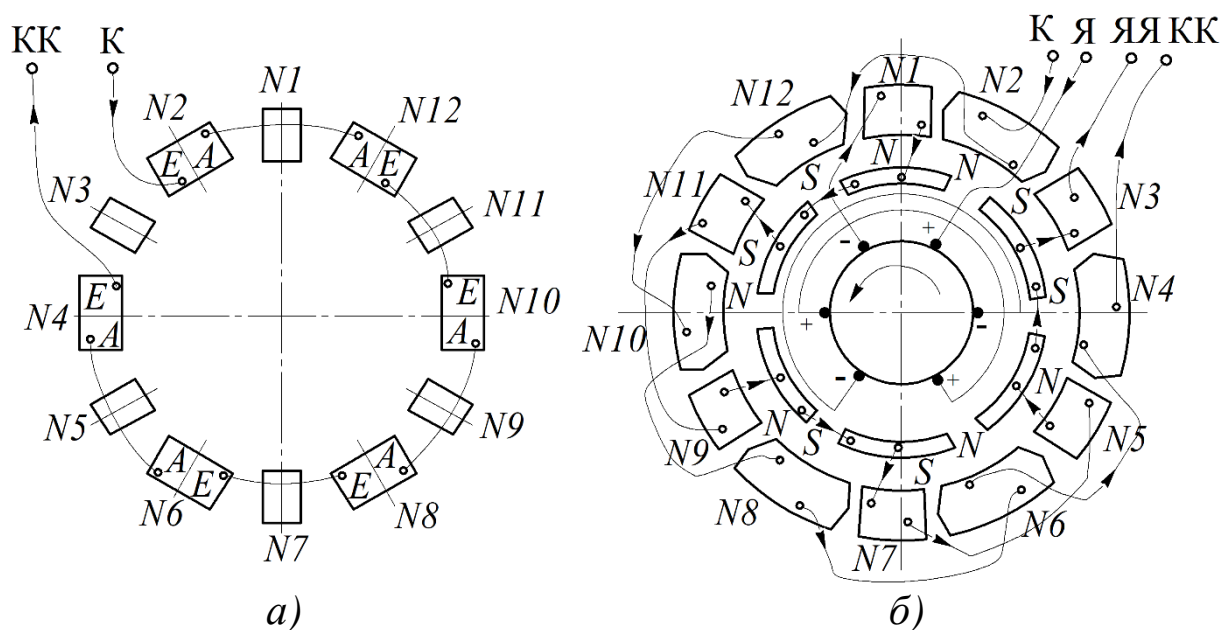 КК К
К Я ЯЯ КК
N1
N2 N12
E A A E
N3 N11
E E
N4 N10
A A
N5 N9
A E E A
N6 N8
N7
а)
N1
N12 N2
N N
S S
N11 N3
S S
- +
N N4
N10 + -
- +
N N5
N9 N
S N
S
N8 N6
N7
б)